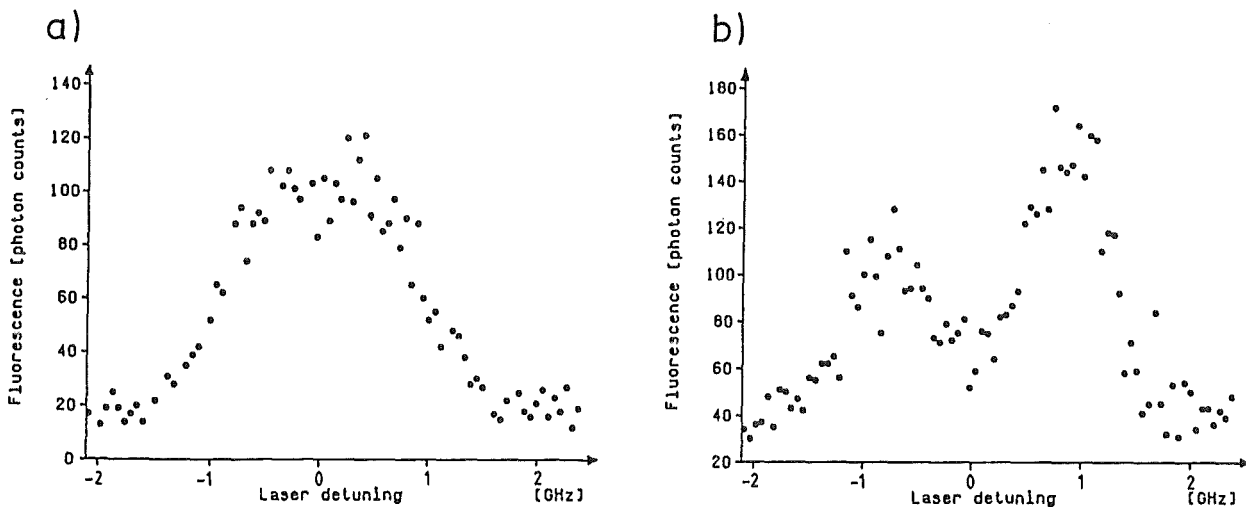 a)
Fluorescence [photon counts]
140
120
100
80
60
40
20
0
-2 -1 0 1 2
Laser detuning [GHz]
b)
Fluorescence [photon counts]
180
160
140
120
100
80
60
40
20
-2 -1 0 1 2
Laser detuning [GHz]